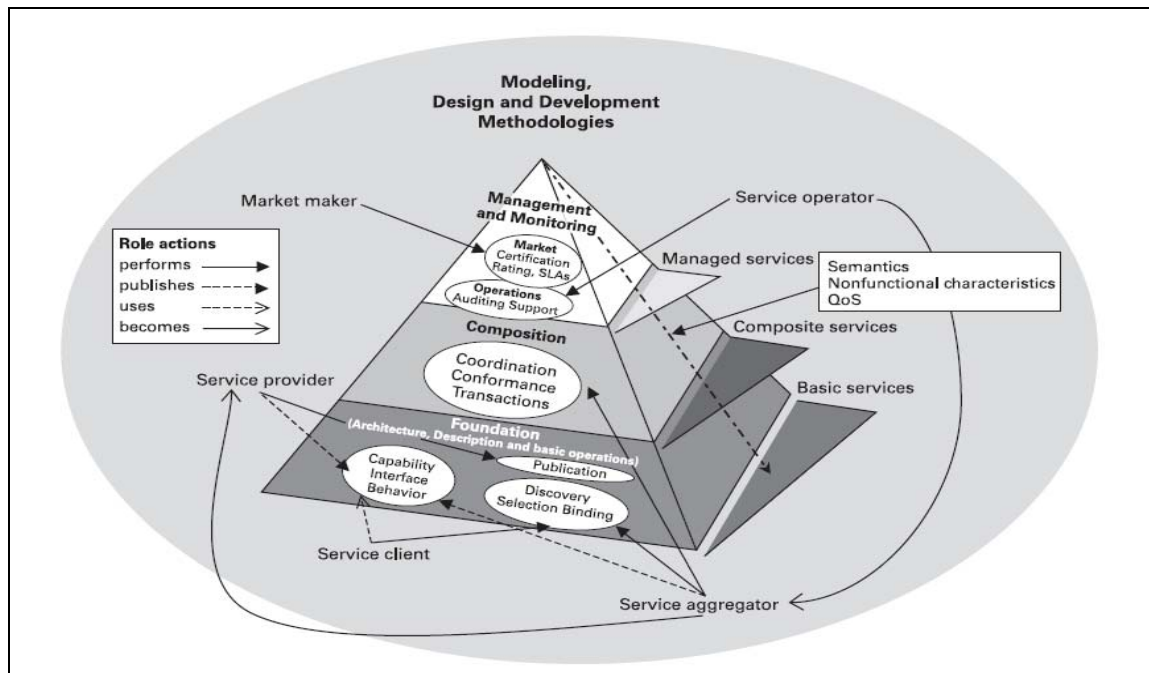 Modeling,
Design and Development
Methodologies
Market maker
Service operator
Management
and Monitoring
Role actions
performs
publishes
uses
becomes
Market
Certification
Rating, SLAs
Managed services
Semantics
Nonfunctional characteristics
QoS
Operations
Auditing Support
Composition
Composite services
Coordination
Conformance
Transactions
Service provider
Basic services
Foundation
(Architecture, Description and basic operations)
Publication
Capability
Interface
Behavior
Discovery
Selection Binding
Service client
Service aggregator